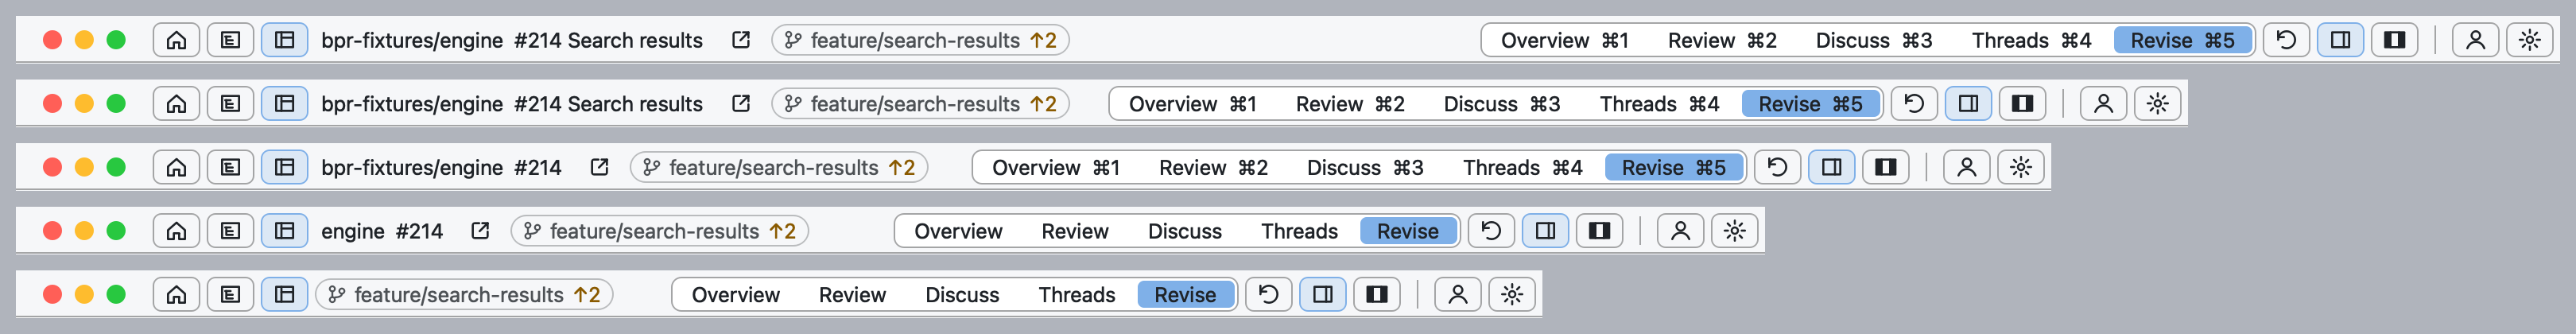 bpr-fixtures/engine #214 Search results feature/search-results ↑2 Overview ⌘1 Review ⌘2 Discuss ⌘3 Threads ⌘4 Revise ⌘5
bpr-fixtures/engine #214 Search results feature/search-results ↑2 Overview ⌘1 Review ⌘2 Discuss ⌘3 Threads ⌘4 Revise ⌘5
bpr-fixtures/engine #214 feature/search-results ↑2 Overview ⌘1 Review ⌘2 Discuss ⌘3 Threads ⌘4 Revise ⌘5
engine #214 feature/search-results ↑2 Overview Review Discuss Threads Revise
feature/search-results ↑2 Overview Review Discuss Threads Revise